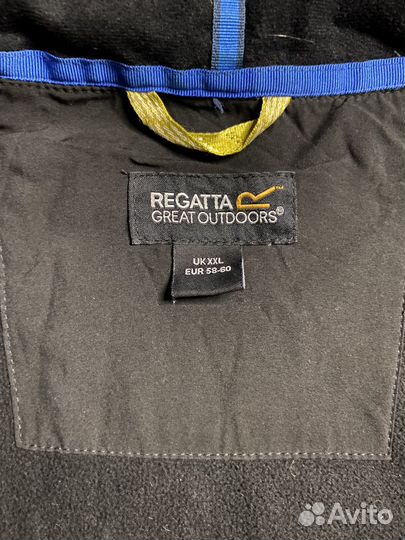 REGATTA
GREAT OUTDOORS®
UK XXL
EUR 58-60
Avito